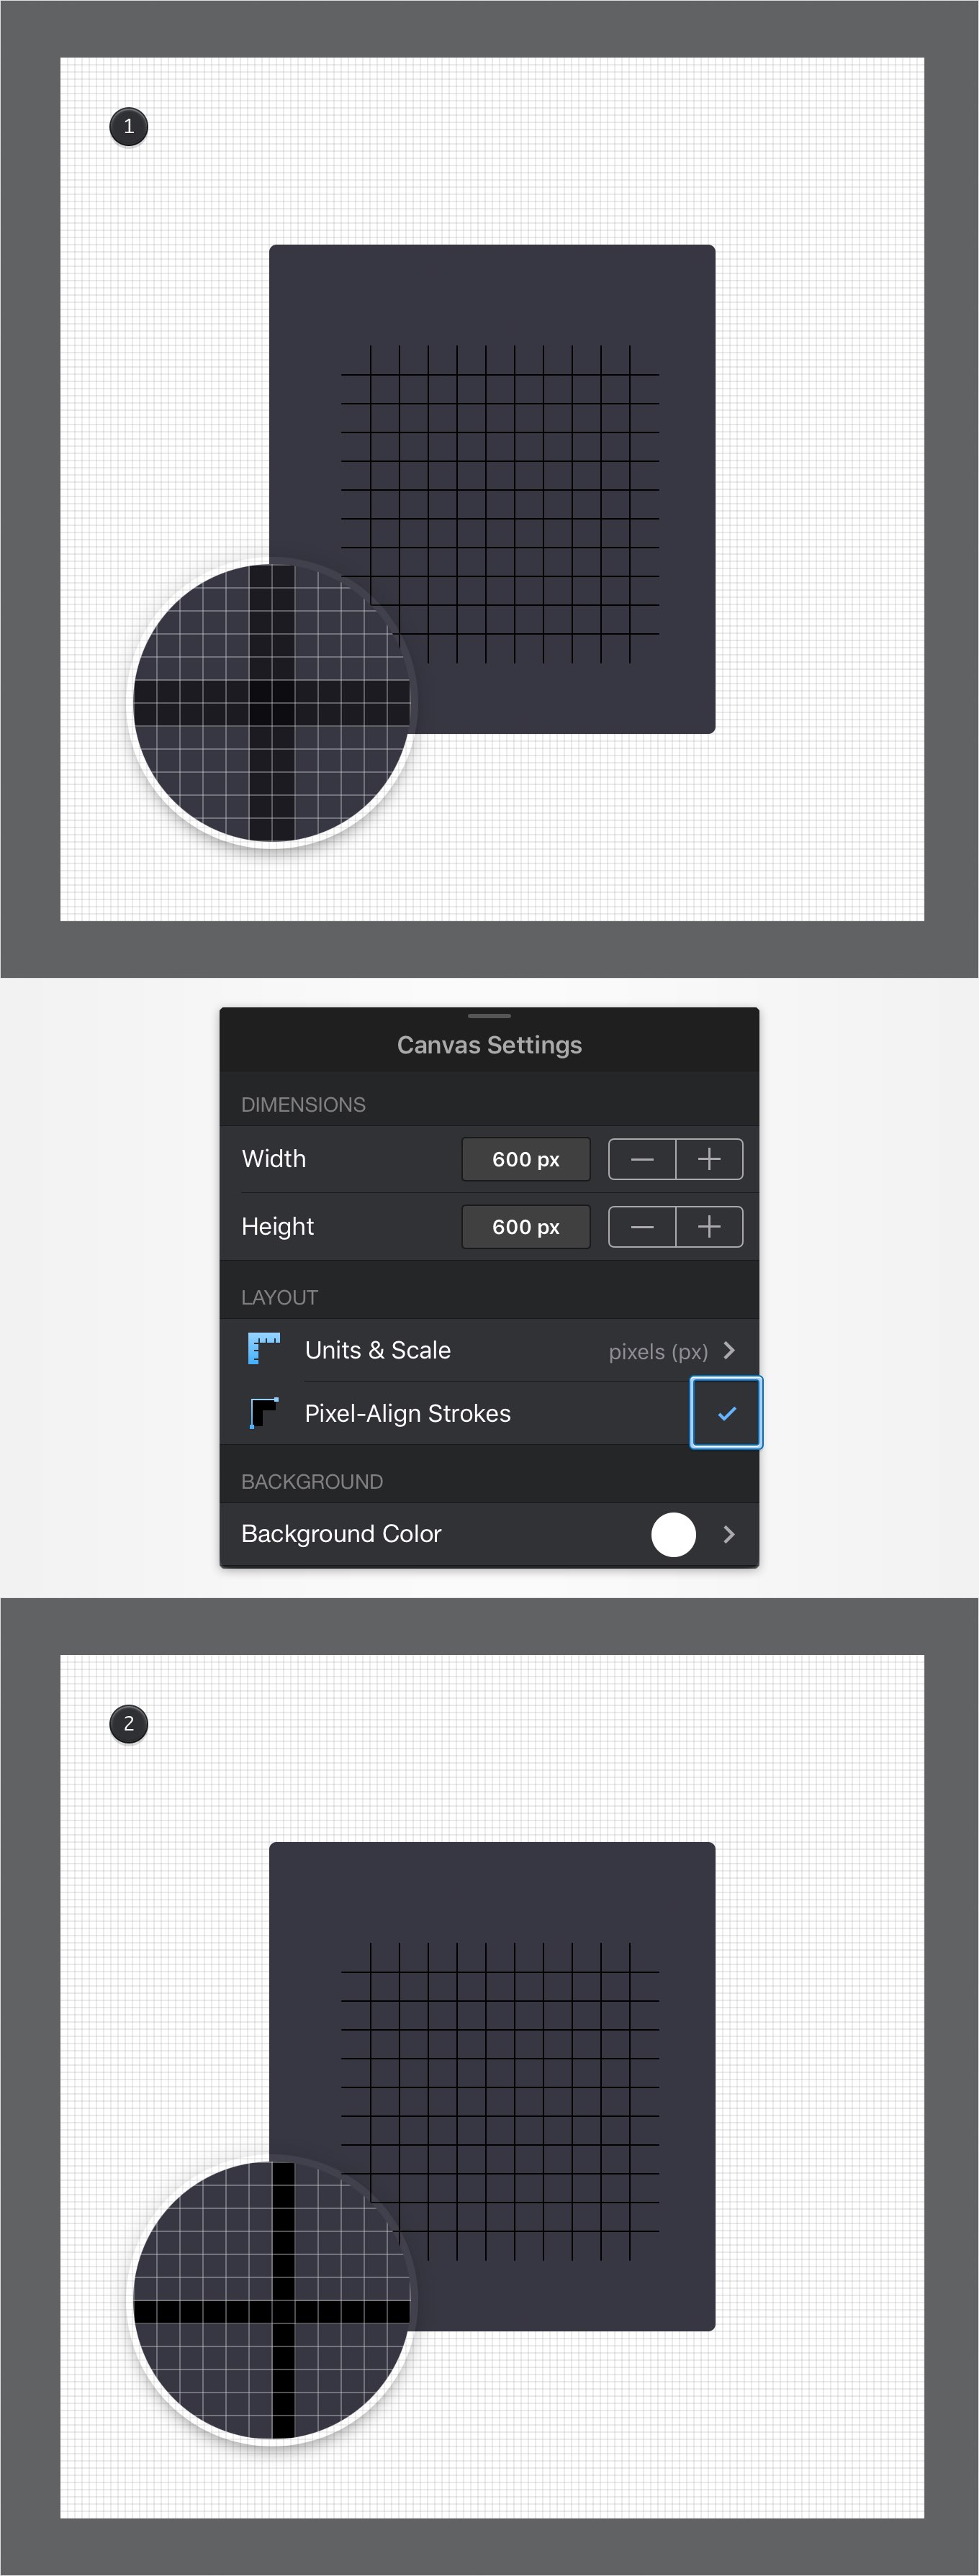 1
Canvas Settings
DIMENSIONS
Width 600 px
Height 600 px
LAYOUT
Units & Scale pixels (px)
Pixel-Align Strokes
BACKGROUND
Background Color
2